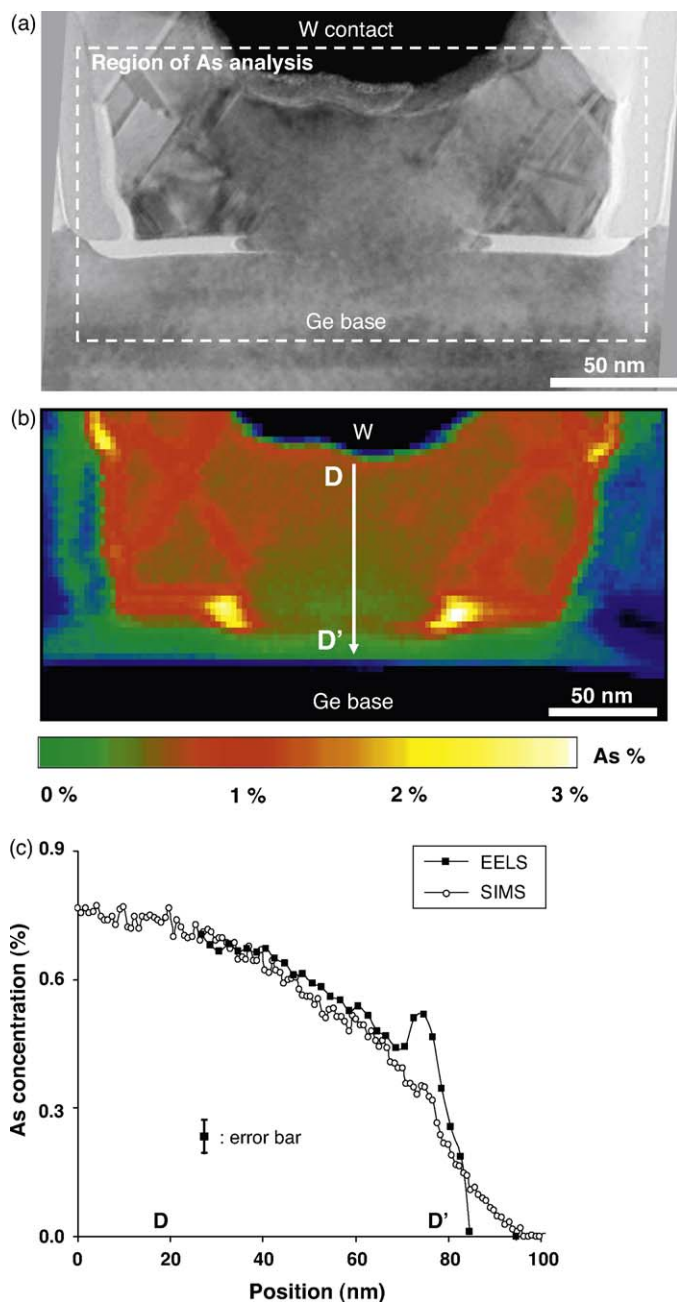 (a)
W contact
Region of As analysis
Ge base
50 nm
(b)
W
D
D'
Ge base
50 nm
As %
0 %
1 %
2 %
3 %
(c)
0.9
EELS
SIMS
As concentration (%)
0.6
0.3
: error bar
D
D'
0.0
0
20
40
60
80
100
Position (nm)